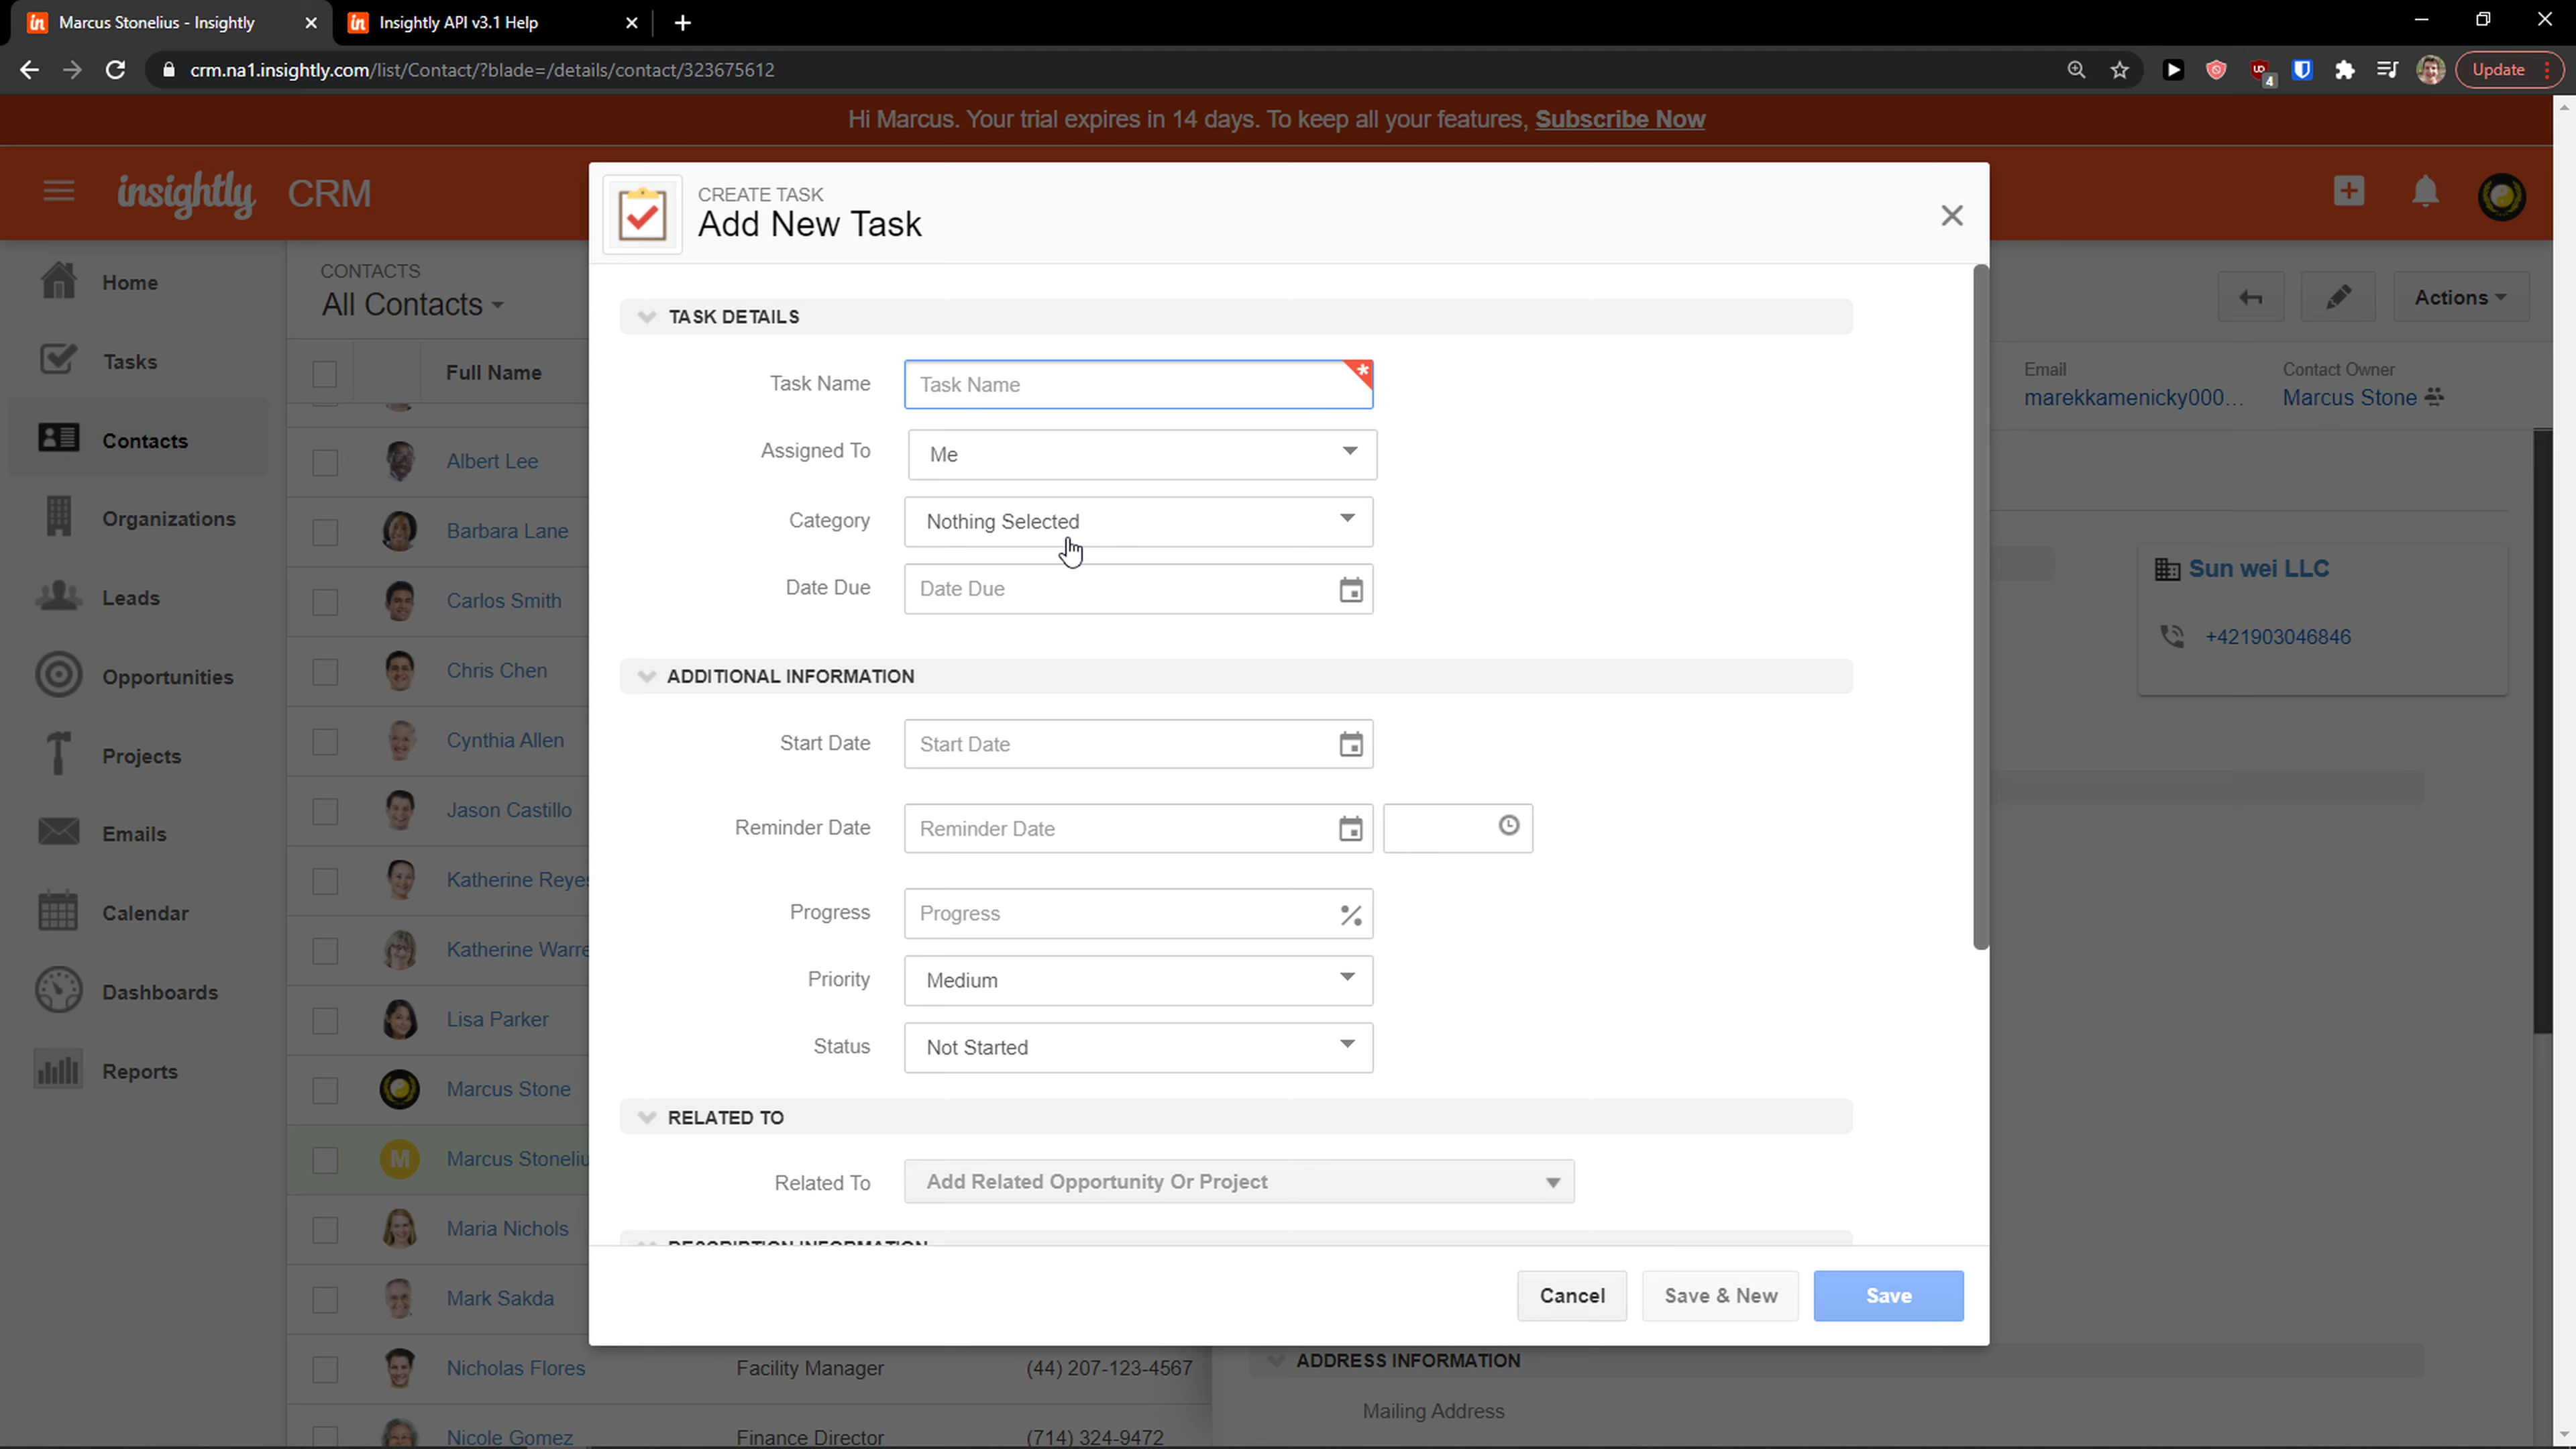 Marcus Stonelius - Insightly
Insightly API v3.1 Help
crm.na1.insightly.com/list/Contact/?blade=/details/contact/323675612
4
Update
Hi Marcus. Your trial expires in 14 days. To keep all your features, Subscribe Now
insightly CRM
CREATE TASK
Add New Task
Home
Tasks
Contacts
Organizations
Leads
Opportunities
Projects
Emails
Calendar
Dashboards
Reports
CONTACTS
All Contacts
Full Name
Albert Lee
Barbara Lane
Carlos Smith
Chris Chen
Cynthia Allen
Jason Castillo
Katherine Reyes
Katherine Warre
Lisa Parker
Marcus Stone
M
Marcus Stoneliu
Maria Nichols
Mark Sakda
Nicholas Flores
Facility Manager
(44) 207-123-4567
Nicole Gomez
Finance Director
(714) 324-9472
TASK DETAILS
Task Name
Task Name
*
Assigned To
Me
Category
Nothing Selected
Date Due
Date Due
ADDITIONAL INFORMATION
Start Date
Start Date
Reminder Date
Reminder Date
Progress
Progress
%
Priority
Medium
Status
Not Started
RELATED TO
Related To
Add Related Opportunity Or Project
DESCRIPTION INFORMATION
Cancel
Save & New
Save
Actions
Email
marekkamenicky000...
Contact Owner
Marcus Stone
Sun wei LLC
+421903046846
ADDRESS INFORMATION
Mailing Address